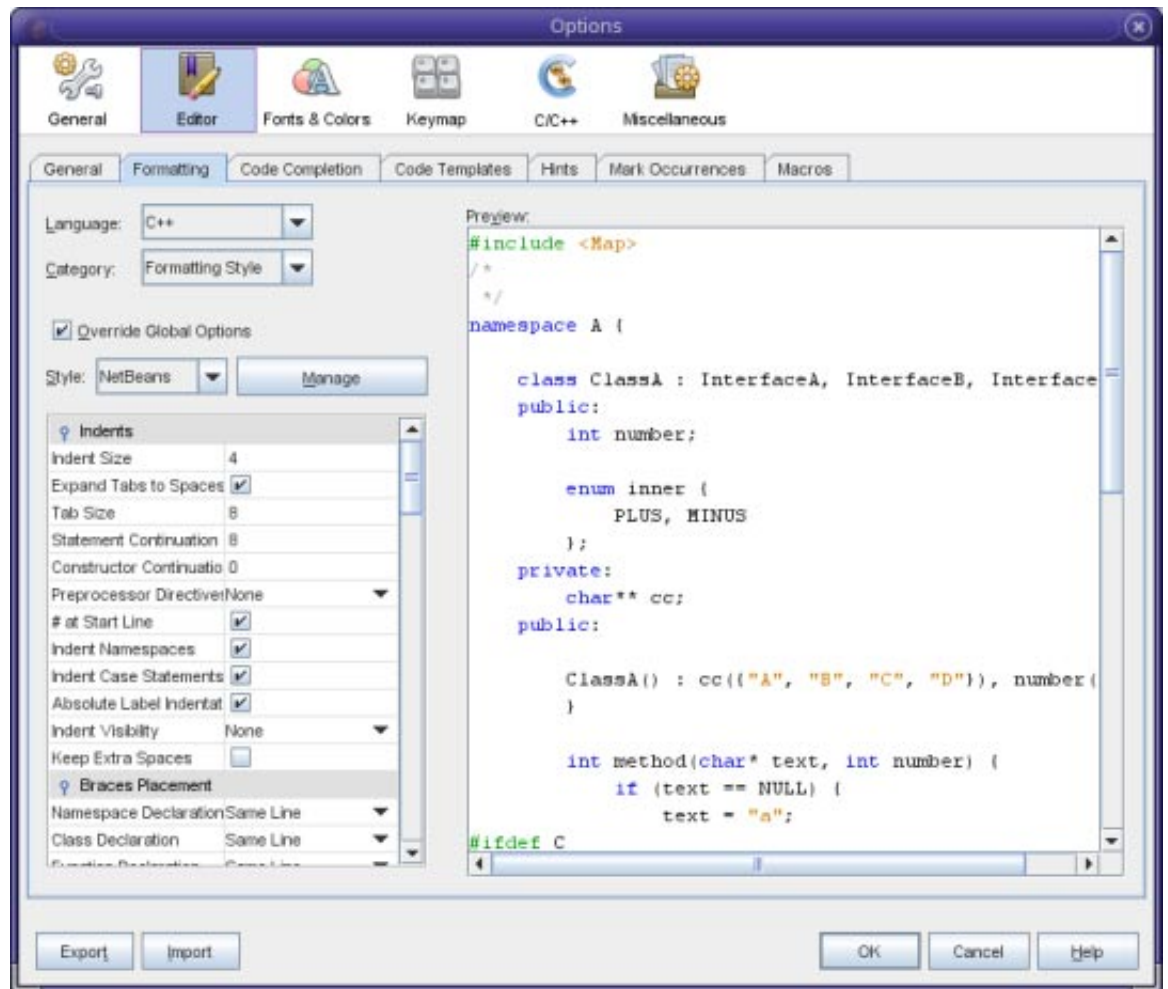 Options
General Editor Fonts & Colors Keymap C/C++ Miscellaneous
General Formatting Code Completion Code Templates Hints Mark Occurrences Macros
Language: C++
Category: Formatting Style
Override Global Options
Style: NetBeans Manage
Indents
Indent Size 4
Expand Tabs to Spaces
Tab Size 8
Statement Continuation 8
Constructor Continuatio 0
Preprocessor Directives None
# at Start Line
Indent Namespaces
Indent Case Statements
Absolute Label Indentat
Indent Visibility None
Keep Extra Spaces
Braces Placement
Namespace Declaration Same Line
Class Declaration Same Line
Function Declaration Same Line
Preview:
#include <Map>
/*
*/
namespace A {
class ClassA : InterfaceA, InterfaceB, Interface
public:
int number;
enum inner {
PLUS, MINUS
};
private:
char** cc;
public:
ClassA() : cc({"A", "B", "C", "D"}), number(
}
int method(char* text, int number) {
if (text == NULL) {
text = "a";
#ifdef C
Export Import OK Cancel Help